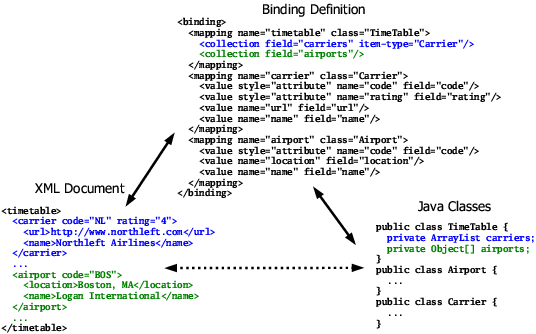 Binding Definition
<binding>
  <mapping name="timetable" class="TimeTable">
    <collection field="carriers" item-type="Carrier"/>
    <collection field="airports"/>
  </mapping>
  <mapping name="carrier" class="Carrier">
    <value style="attribute" name="code" field="code"/>
    <value style="attribute" name="rating" field="rating"/>
    <value name="url" field="url"/>
    <value name="name" field="name"/>
  </mapping>
  <mapping name="airport" class="Airport">
    <value style="attribute" name="code" field="code"/>
    <value name="location" field="location"/>
    <value name="name" field="name"/>
  </mapping>
</binding>
XML Document
<timetable>
  <carrier code="NL" rating="4">
    <url>http://www.northleft.com</url>
    <name>Northleft Airlines</name>
  </carrier>
  ...
  <airport code="BOS">
    <location>Boston, MA</location>
    <name>Logan International</name>
  </airport>
  ...
</timetable>
Java Classes
public class TimeTable {
  private ArrayList carriers;
  private Object[] airports;
}
public class Airport {
  ...
}
public class Carrier {
  ...
}